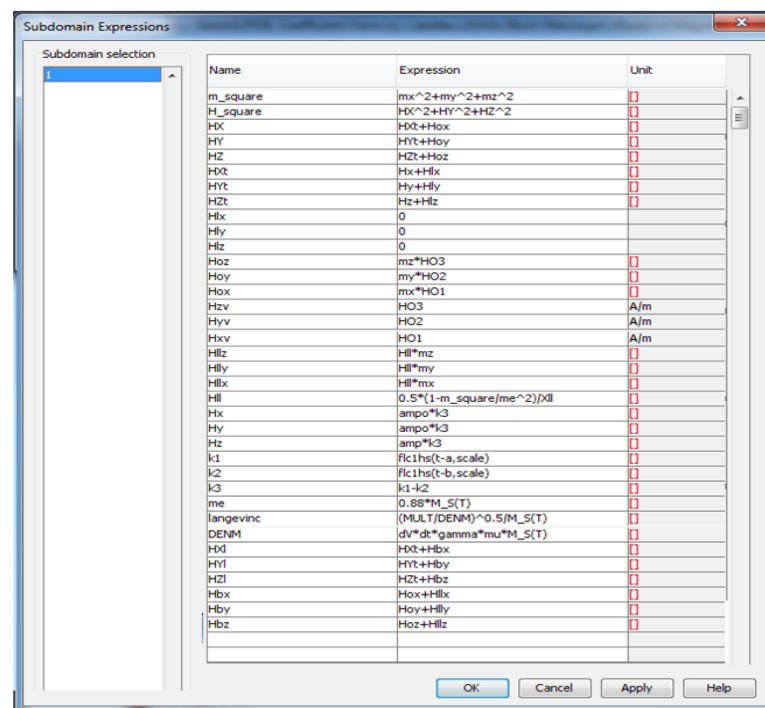 Subdomain Expressions
Subdomain selection
1
Name Expression Unit
m_square mx^2+my^2+mz^2 []
H_square HX^2+HY^2+HZ^2 []
HX HXt+Hox []
HY HYt+Hoy []
HZ HZt+Hoz []
HXt Hx+Hlx []
HYt Hy+Hly []
HZt Hz+Hlz []
Hlx 0
Hly 0
Hlz 0
Hoz mz*HO3 []
Hoy my*HO2 []
Hox mx*HO1 []
Hzv HO3 A/m
Hyv HO2 A/m
Hxv HO1 A/m
Hllz Hll*mz []
Hlly Hll*my []
Hllx Hll*mx []
Hll 0.5*(1-m_square/me^2)/Xll []
Hx ampo*k3 []
Hy ampo*k3 []
Hz amp*k3 []
k1 flc1hs(t-a,scale) []
k2 flc1hs(t-b,scale) []
k3 k1-k2 []
me 0.88*M_S(T) []
langevinc (MULT/DENM)^0.5/M_S(T) []
DENM dV*dt*gamma*mu*M_S(T) []
HXl HXt+Hbx []
HYl HYt+Hby []
HZl HZt+Hbz []
Hbx Hox+Hllx []
Hby Hoy+Hlly []
Hbz Hoz+Hllz []
OK Cancel Apply Help